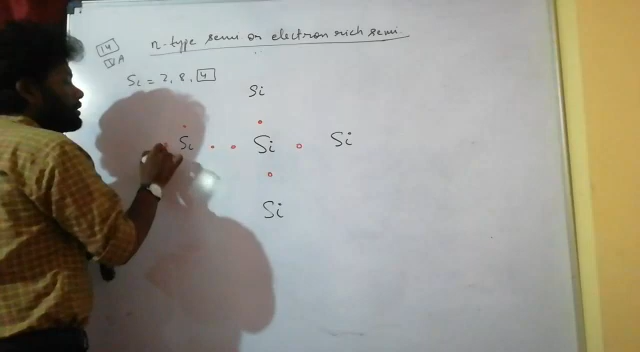 n-type semi or electron rich semi.
14
IVA
Si = 2, 8, 4
Si
Si Si Si
Si